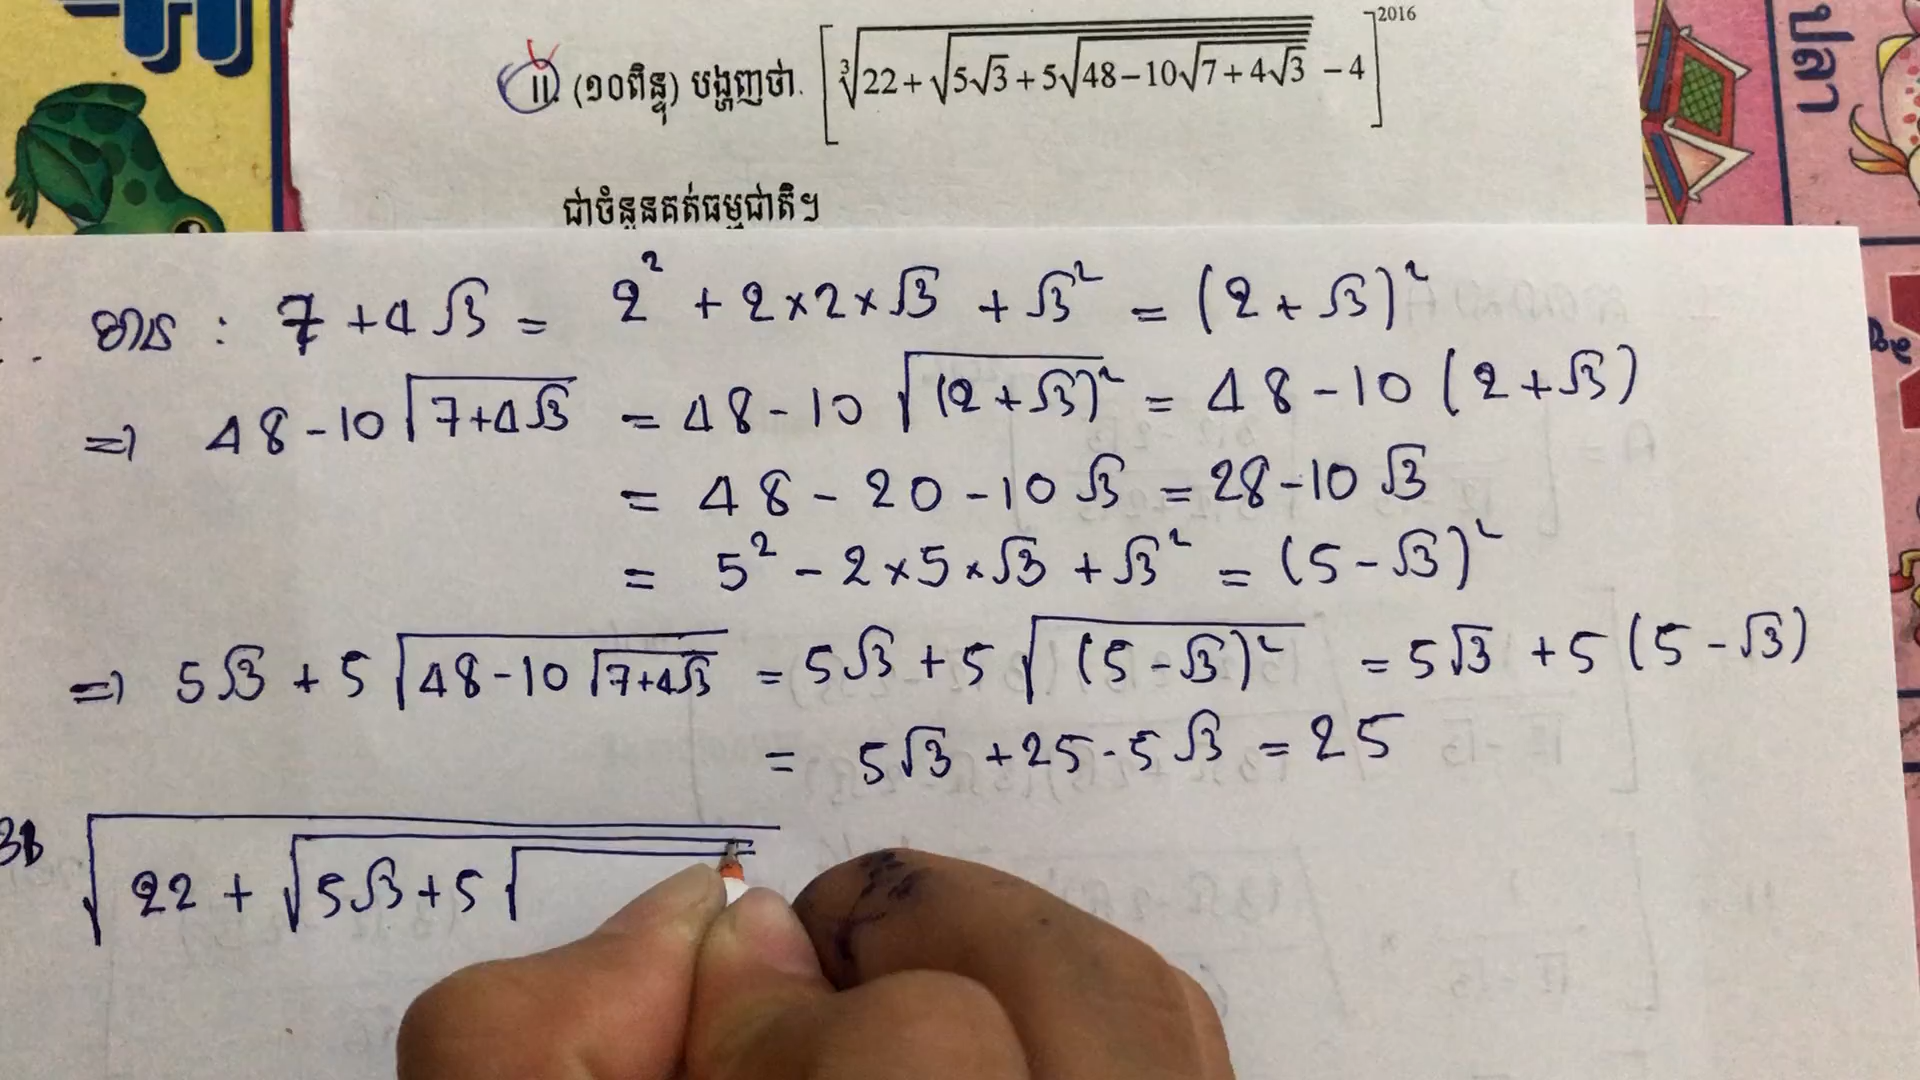 II. (១០ពិន្ទុ) បង្ហាញថា. [∛(22+√(5√3+5√(48−10√(7+4√3)))) −4]²⁰¹⁶
ជាចំនួនគត់ធម្មជាតិ។
ปลา
មាន : 7 + 4√3 = 2² + 2×2×√3 + √3² = (2+√3)²
⇒ 48-10√(7+4√3) = 48-10√((2+√3)²) = 48-10(2+√3)
= 48 - 20 -10√3 = 28-10√3
= 5² - 2×5×√3 + √3² = (5-√3)²
⇒ 5√3 + 5√(48-10√(7+4√3)) = 5√3 + 5√((5-√3)²) = 5√3 + 5(5-√3)
= 5√3 + 25 - 5√3 = 25
√(22 + √(5√3+5√